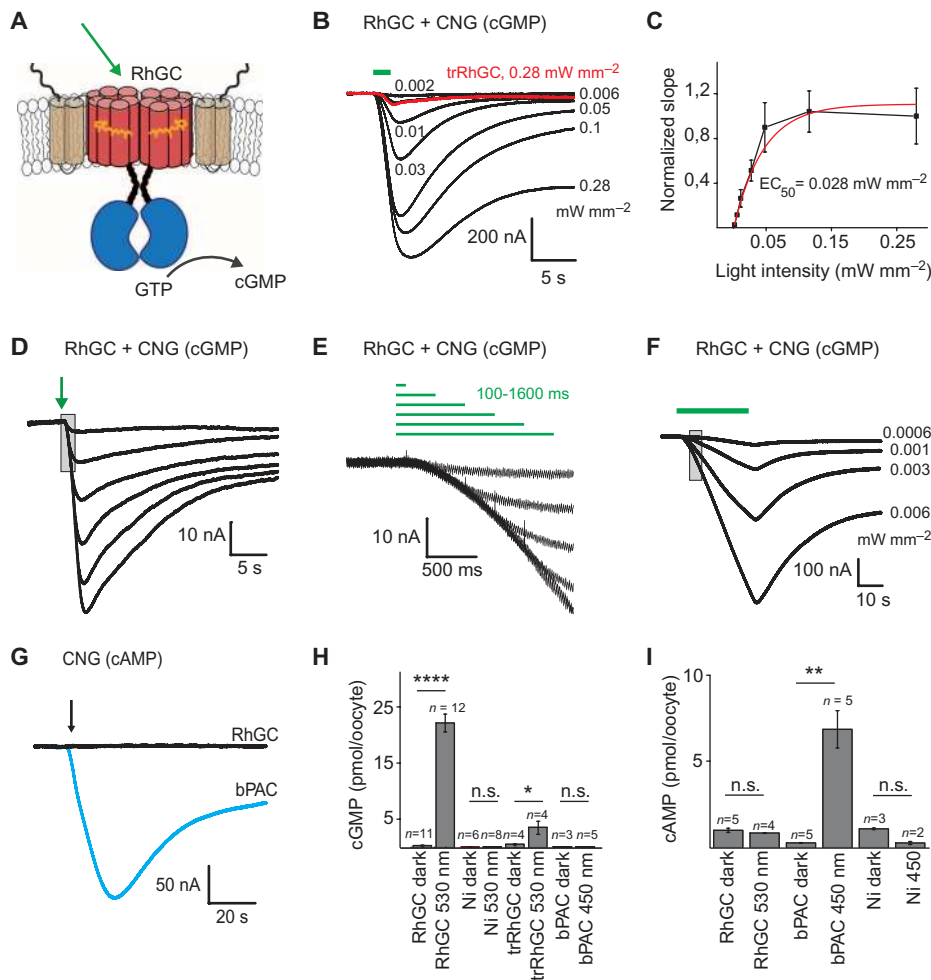 A
RhGC
GTP
cGMP
B
RhGC + CNG (cGMP)
trRhGC, 0.28 mW mm⁻²
0.002
0.006
0.05
0.01
0.1
0.03
0.28
mW mm⁻²
200 nA
5 s
C
Normalized slope
1,2
0,8
0,4
EC₅₀ = 0.028 mW mm⁻²
0.05
0.15
0.25
Light intensity (mW mm⁻²)
D
RhGC + CNG (cGMP)
10 nA
5 s
E
RhGC + CNG (cGMP)
100-1600 ms
10 nA
500 ms
F
RhGC + CNG (cGMP)
0.0006
0.001
0.003
0.006
mW mm⁻²
100 nA
10 s
G
CNG (cAMP)
RhGC
bPAC
50 nA
20 s
H
cGMP (pmol/oocyte)
25
15
5
****
n = 12
n.s.
*
n.s.
n=11
n=6
n=8
n=4
n=4
n=3
n=5
RhGC dark
RhGC 530 nm
Ni dark
Ni 530 nm
trRhGC dark
trRhGC 530 nm
bPAC dark
bPAC 450 nm
I
cAMP (pmol/oocyte)
10
5
**
n = 5
n.s.
n.s.
n=5
n=4
n=5
n=3
n=2
RhGC dark
RhGC 530 nm
bPAC dark
bPAC 450 nm
Ni dark
Ni 450